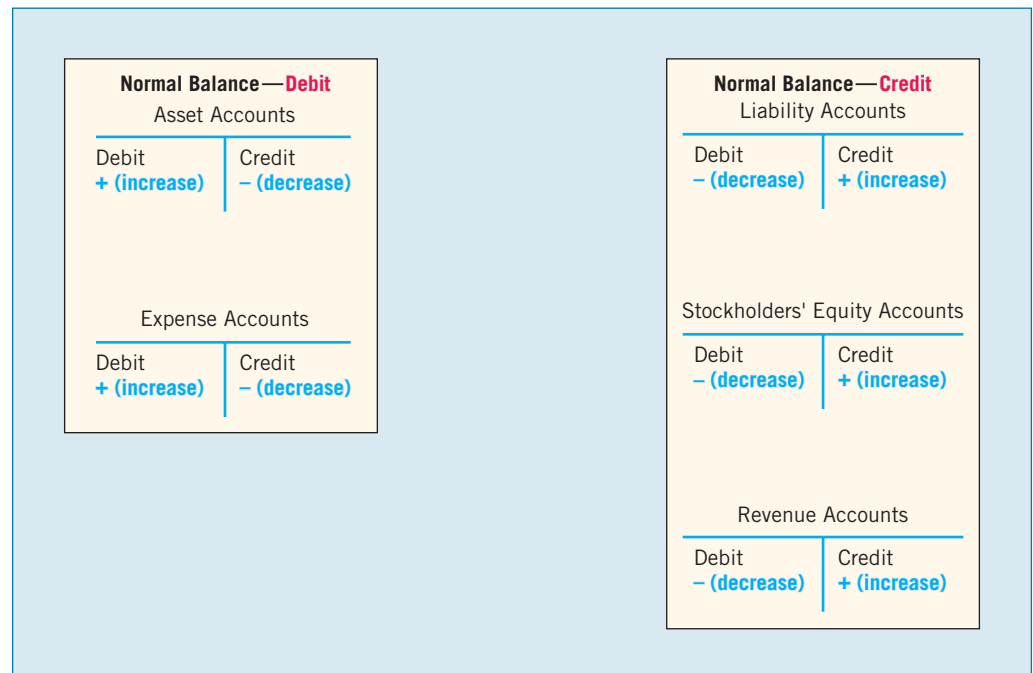 Normal Balance—Debit
Asset Accounts
Debit Credit
+ (increase) – (decrease)
Expense Accounts
Debit Credit
+ (increase) – (decrease)
Normal Balance—Credit
Liability Accounts
Debit Credit
– (decrease) + (increase)
Stockholders' Equity Accounts
Debit Credit
– (decrease) + (increase)
Revenue Accounts
Debit Credit
– (decrease) + (increase)